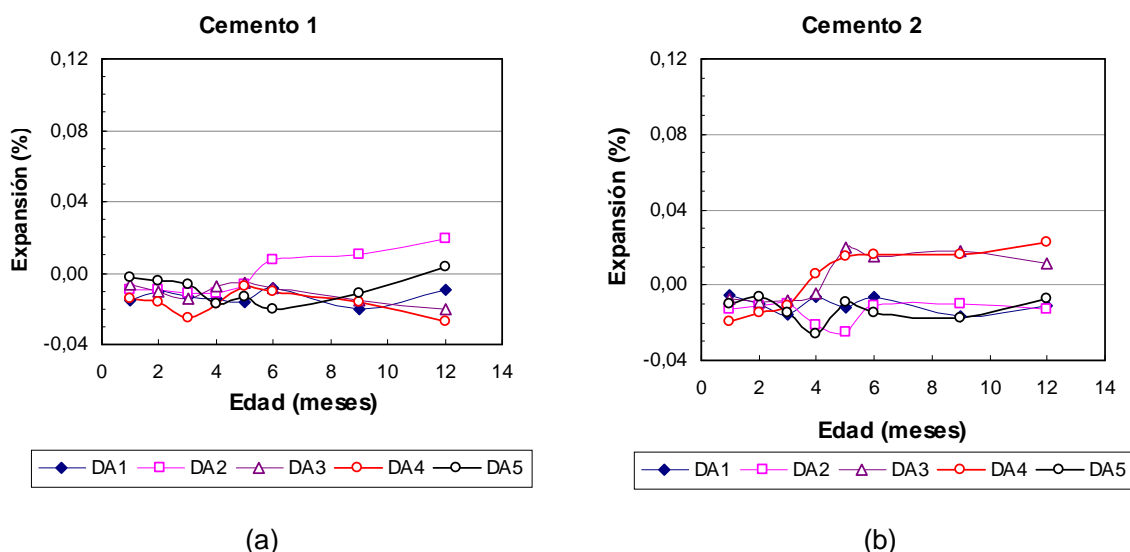 Cemento 1
0,12
0,08
0,04
0,00
-0,04
Expansión (%)
0 2 4 6 8 10 12 14
Edad (meses)
DA1 DA2 DA3 DA4 DA5
(a)
Cemento 2
0,12
0,08
0,04
0,00
-0,04
Expansión (%)
0 2 4 6 8 10 12 14
Edad (meses)
DA1 DA2 DA3 DA4 DA5
(b)